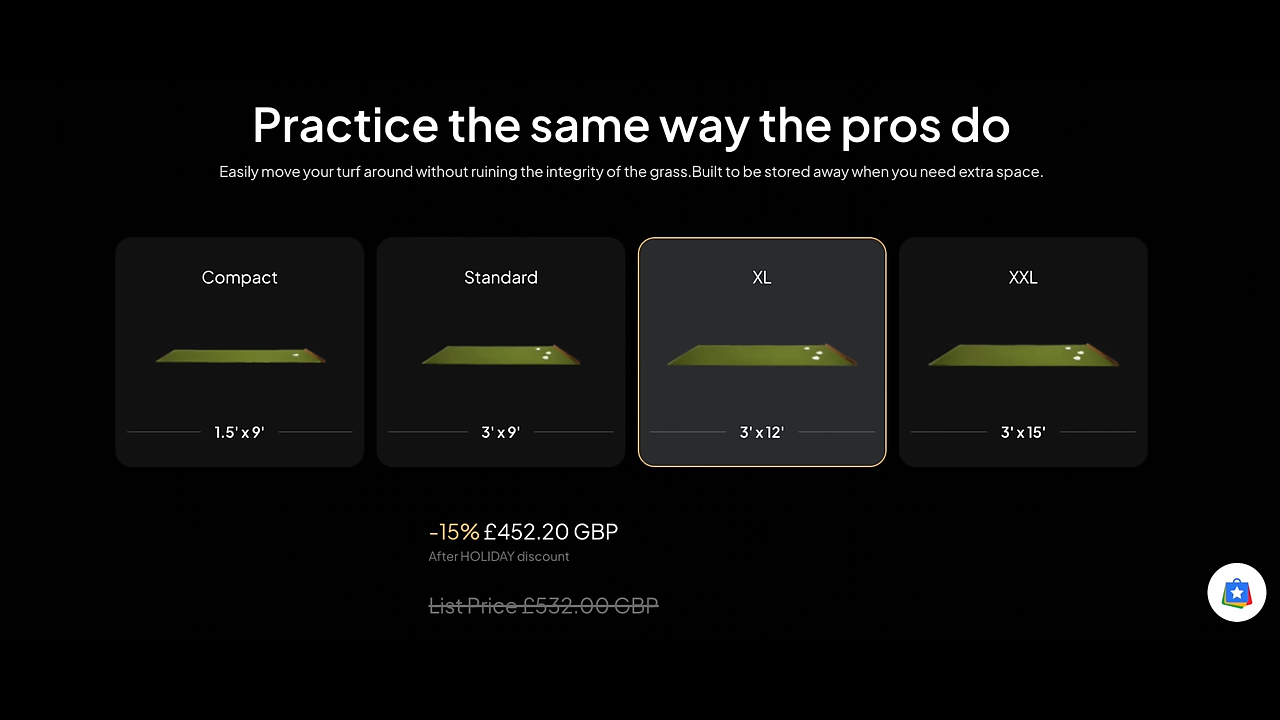 Practice the same way the pros do
Easily move your turf around without ruining the integrity of the grass.Built to be stored away when you need extra space.
Compact
Standard
XL
XXL
1.5' x 9'
3' x 9'
3' x 12'
3' x 15'
-15% £452.20 GBP
After HOLIDAY discount
List Price £532.00 GBP